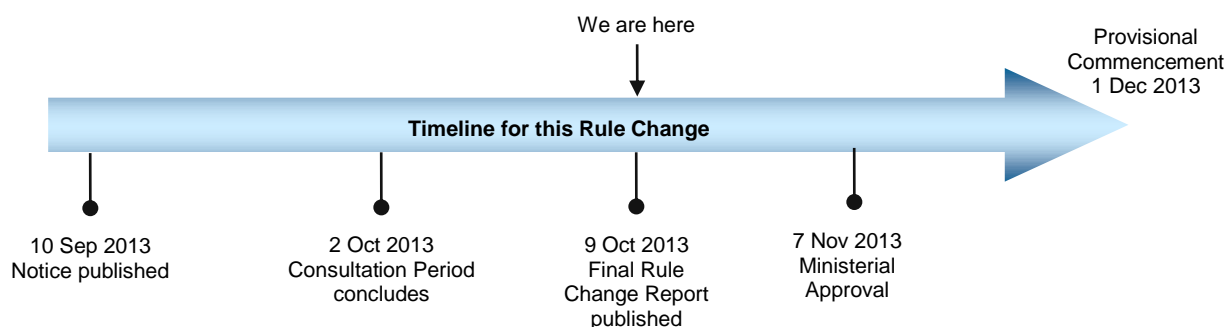 We are here
Provisional
Commencement
1 Dec 2013
Timeline for this Rule Change
10 Sep 2013
Notice published
2 Oct 2013
Consultation Period
concludes
9 Oct 2013
Final Rule
Change Report
published
7 Nov 2013
Ministerial
Approval